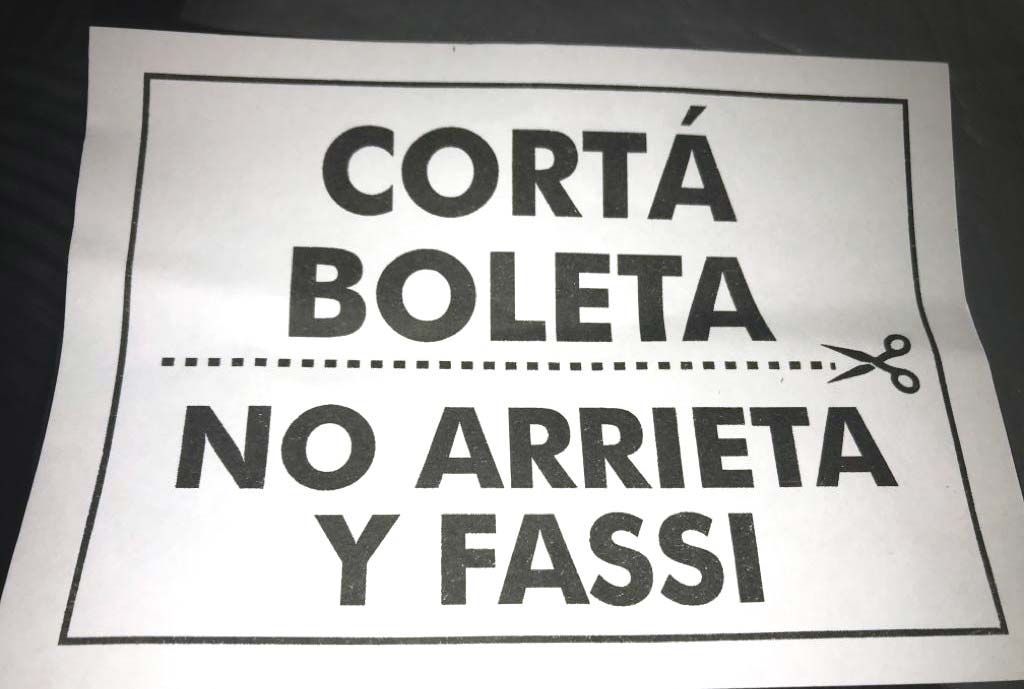 CORTÁ
BOLETA
NO ARRIETA
Y FASSI